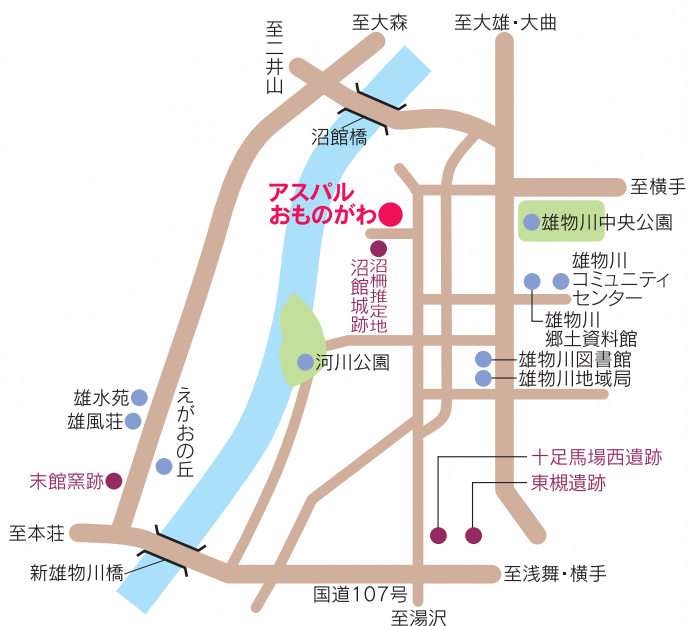 至大森
至大雄・大曲
至二井山
沼館橋
アスパル
おものがわ
至横手
雄物川中央公園
沼柵推定地
沼館城跡
雄物川
コミュニティ
センター
雄物川
郷土資料館
河川公園
雄物川図書館
雄物川地域局
雄水苑
雄風荘
えがおの丘
末館窯跡
十足馬場西遺跡
東槻遺跡
至本荘
新雄物川橋
国道107号
至浅舞・横手
至湯沢